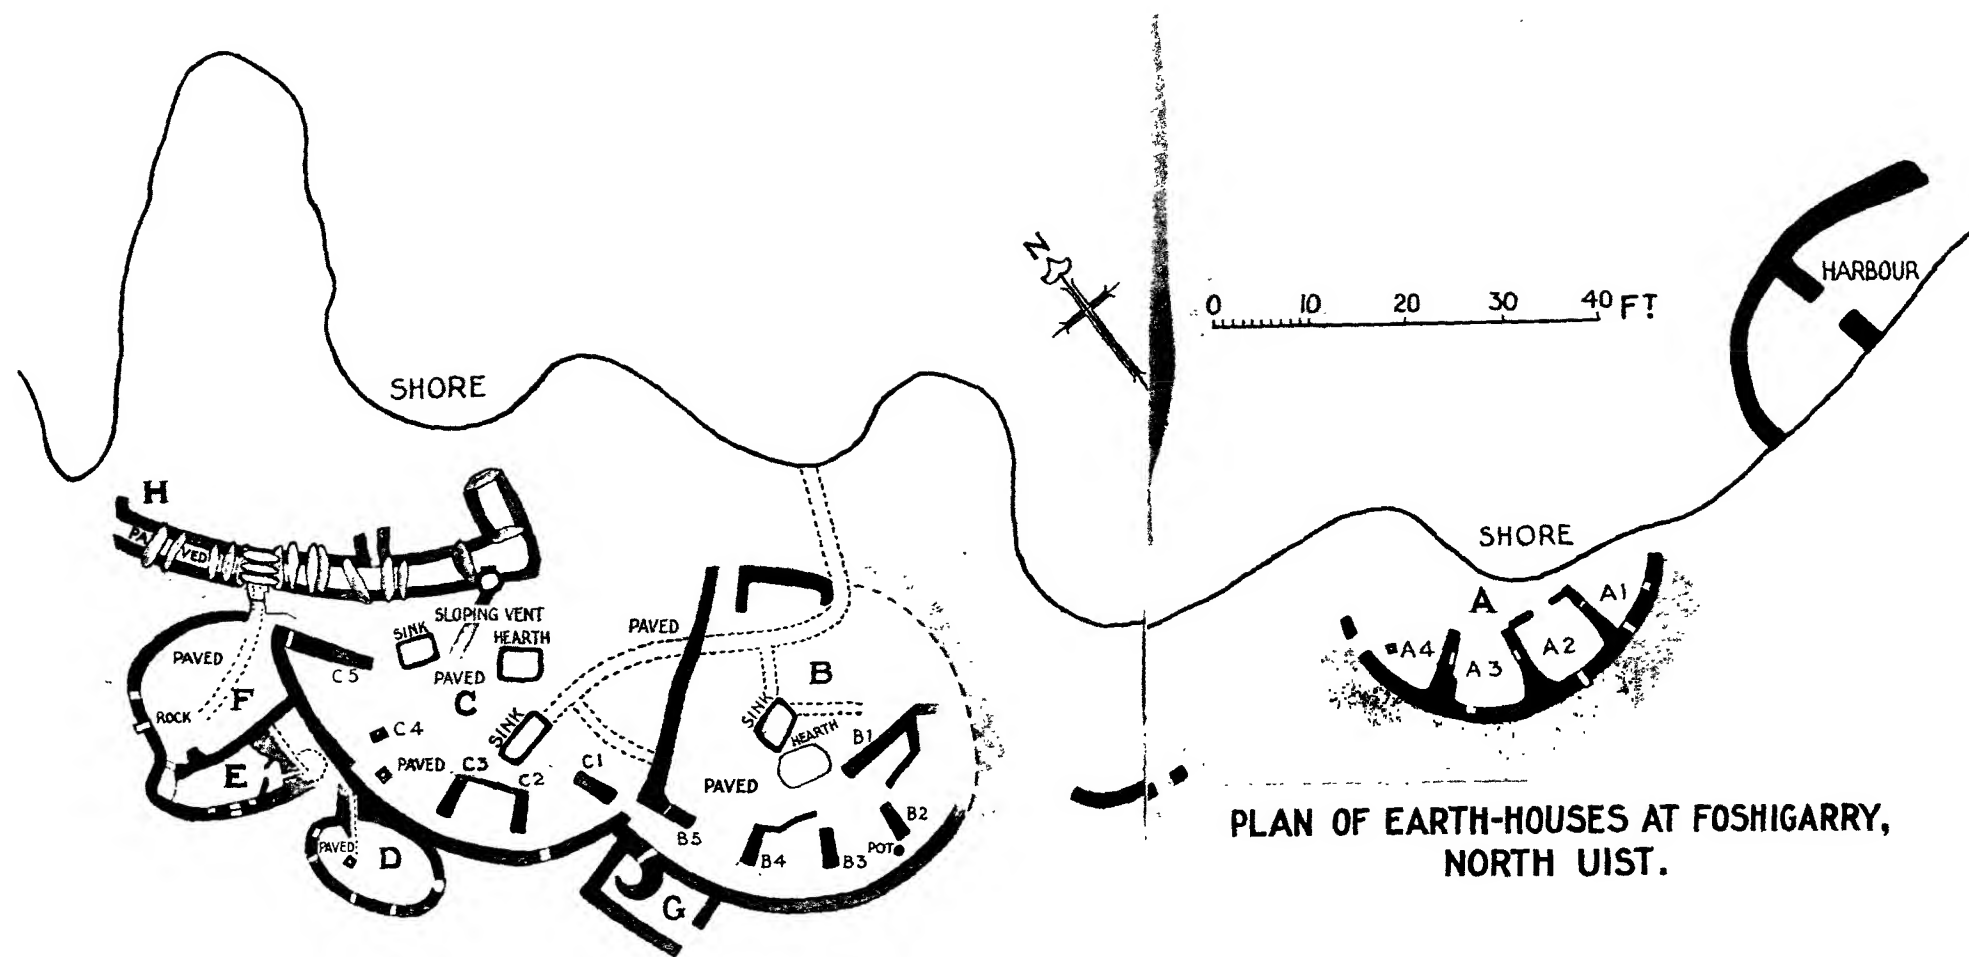 N
0 10 20 30 40 FT
HARBOUR
SHORE
SHORE
H
PA
VED
SLOPING VENT
SINK
HEARTH
PAVED
PAVED
C5
PAVED
C
F
ROCK
C4
SINK
PAVED
C3
C2
C1
E
PAVED
D
B
SINK
HEARTH
B1
PAVED
B2
B5
B4
B3
POT
G
A
A1
A2
A3
A4
PLAN OF EARTH-HOUSES AT FOSHIGARRY,
NORTH UIST.